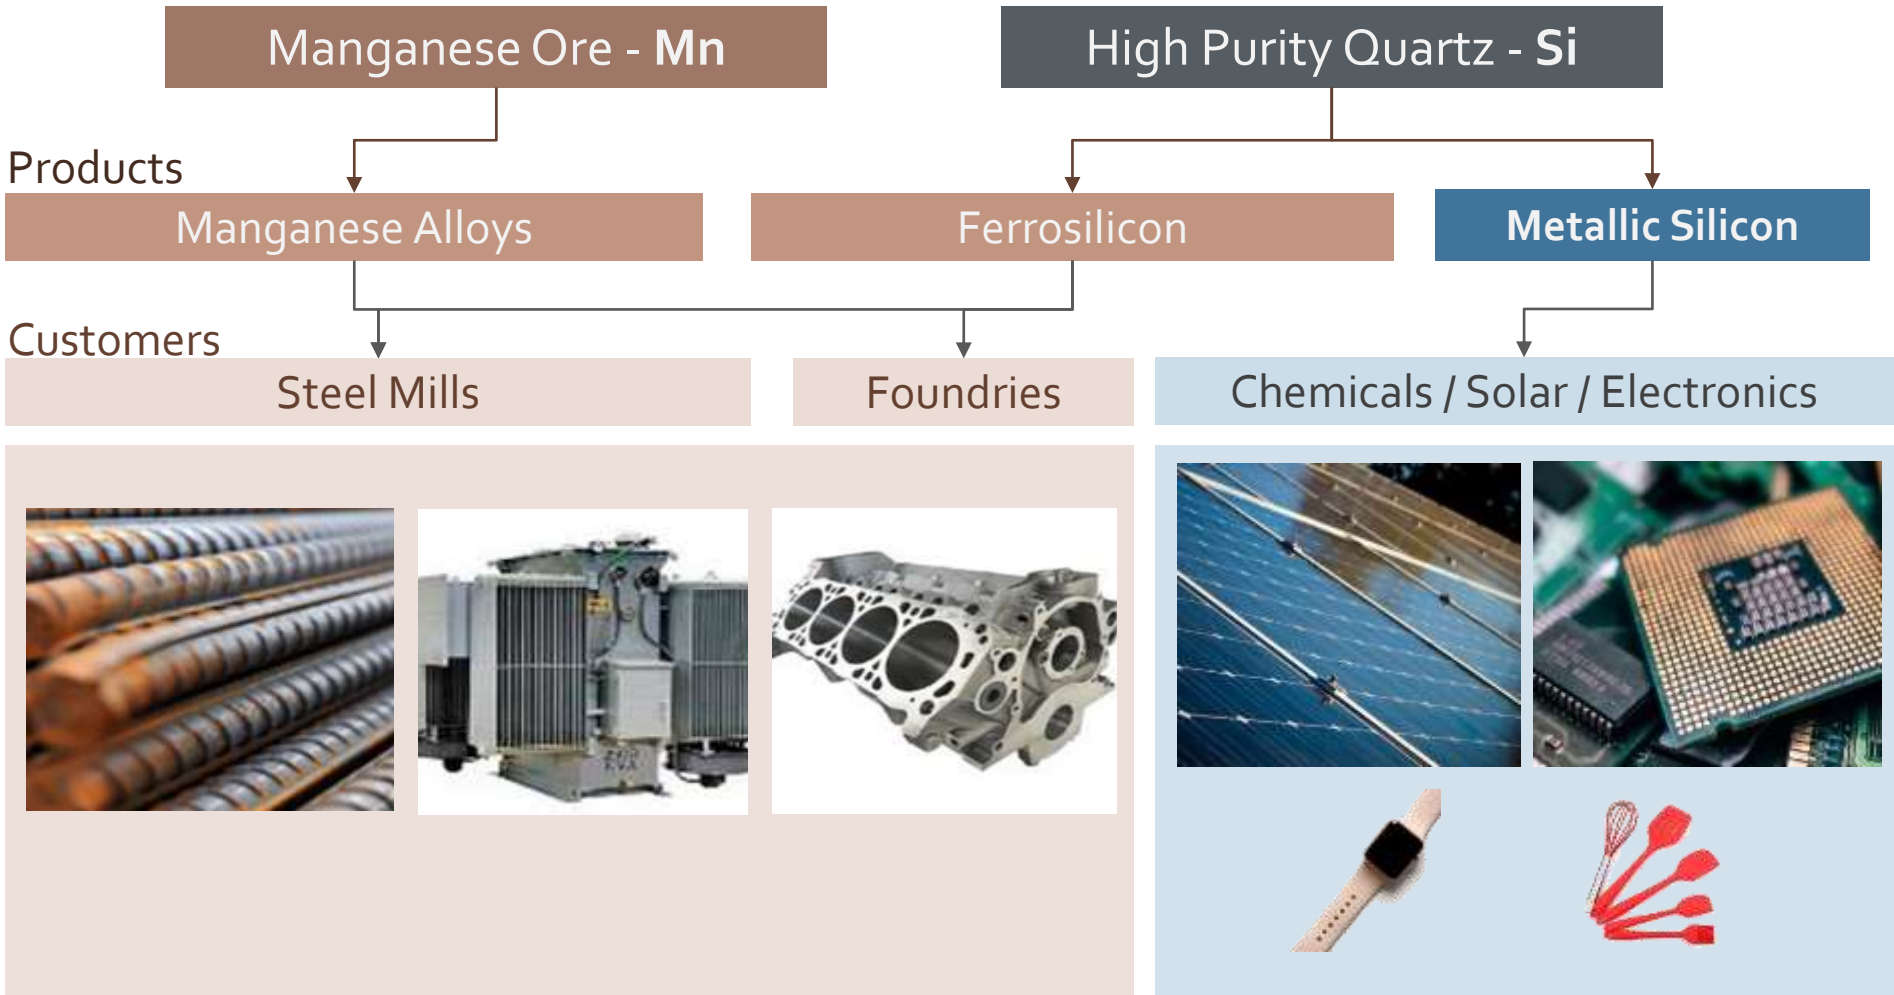 Manganese Ore - Mn
High Purity Quartz - Si
Products
Manganese Alloys
Ferrosilicon
Metallic Silicon
Customers
Steel Mills
Foundries
Chemicals / Solar / Electronics